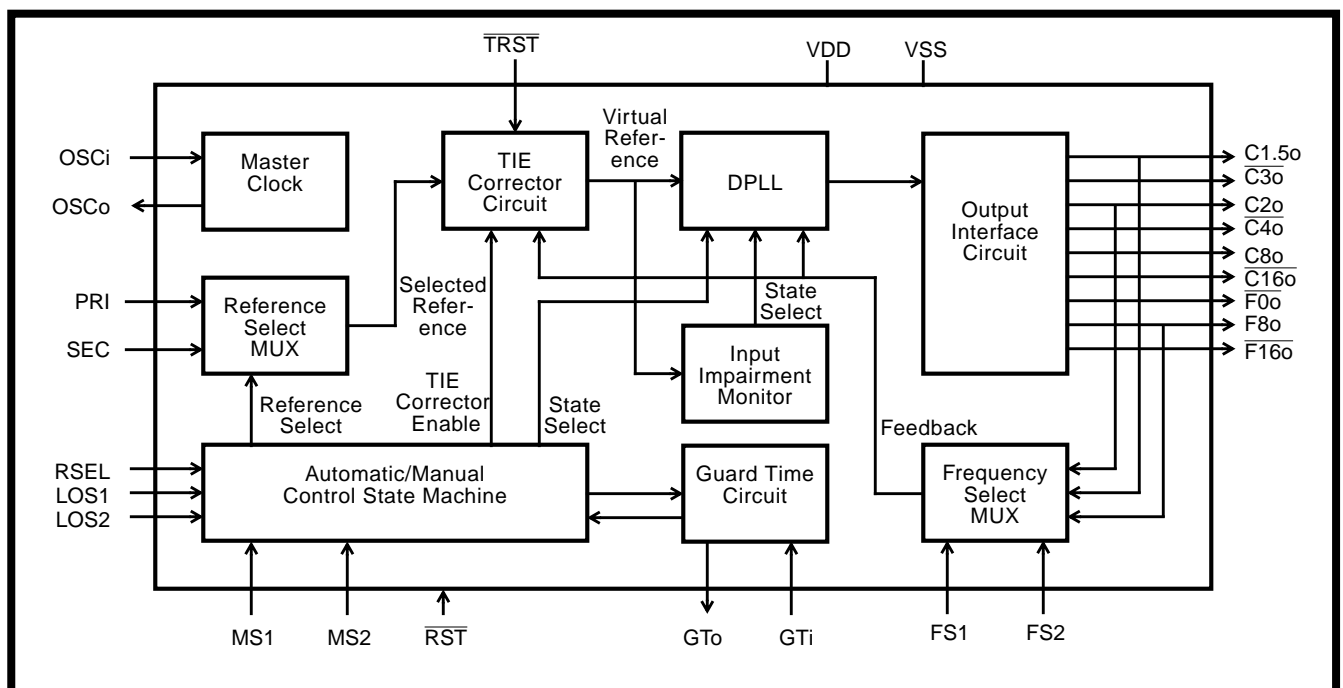 TRST
VDD
VSS
OSCi
OSCo
Master
Clock
TIE
Corrector
Circuit
Virtual
Refer-
ence
DPLL
Output
Interface
Circuit
C1.5o
C3o
C2o
C4o
C8o
C16o
F0o
F8o
F16o
PRI
SEC
Reference
Select
MUX
Selected
Refer-
ence
State
Select
Input
Impairment
Monitor
Reference
Select
TIE
Corrector
Enable
State
Select
Feedback
RSEL
LOS1
LOS2
Automatic/Manual
Control State Machine
Guard Time
Circuit
Frequency
Select
MUX
MS1
MS2
RST
GTo
GTi
FS1
FS2